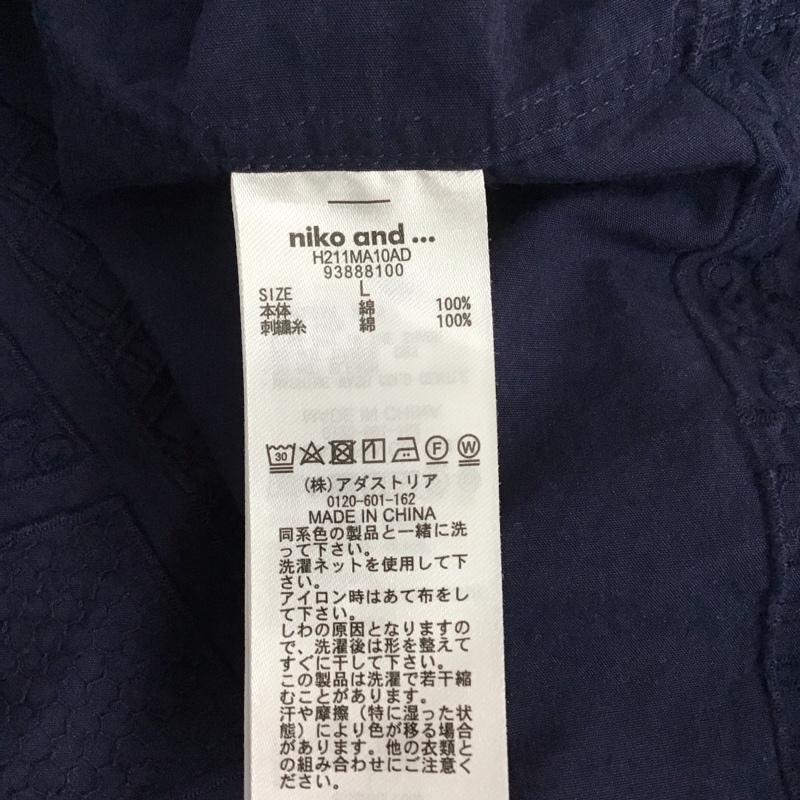 niko and ...
H211MA10AD
93888100
SIZE L
本体 綿 100%
刺繍糸 綿 100%
30 F W
(株)アダストリア
0120-601-162
MADE IN CHINA
同系色の製品と一緒に洗
って下さい。
洗濯ネットを使用して下
さい。
アイロン時はあて布をし
て下さい。
しわの原因となりますの
で、洗濯後は形を整えて
すぐに干して下さい。
この製品は洗濯で若干縮
むことがあります。
汗や摩擦（特に湿った状
態）により色が移る場合
があります。他の衣類と
の組み合わせにご注意く
ださい。